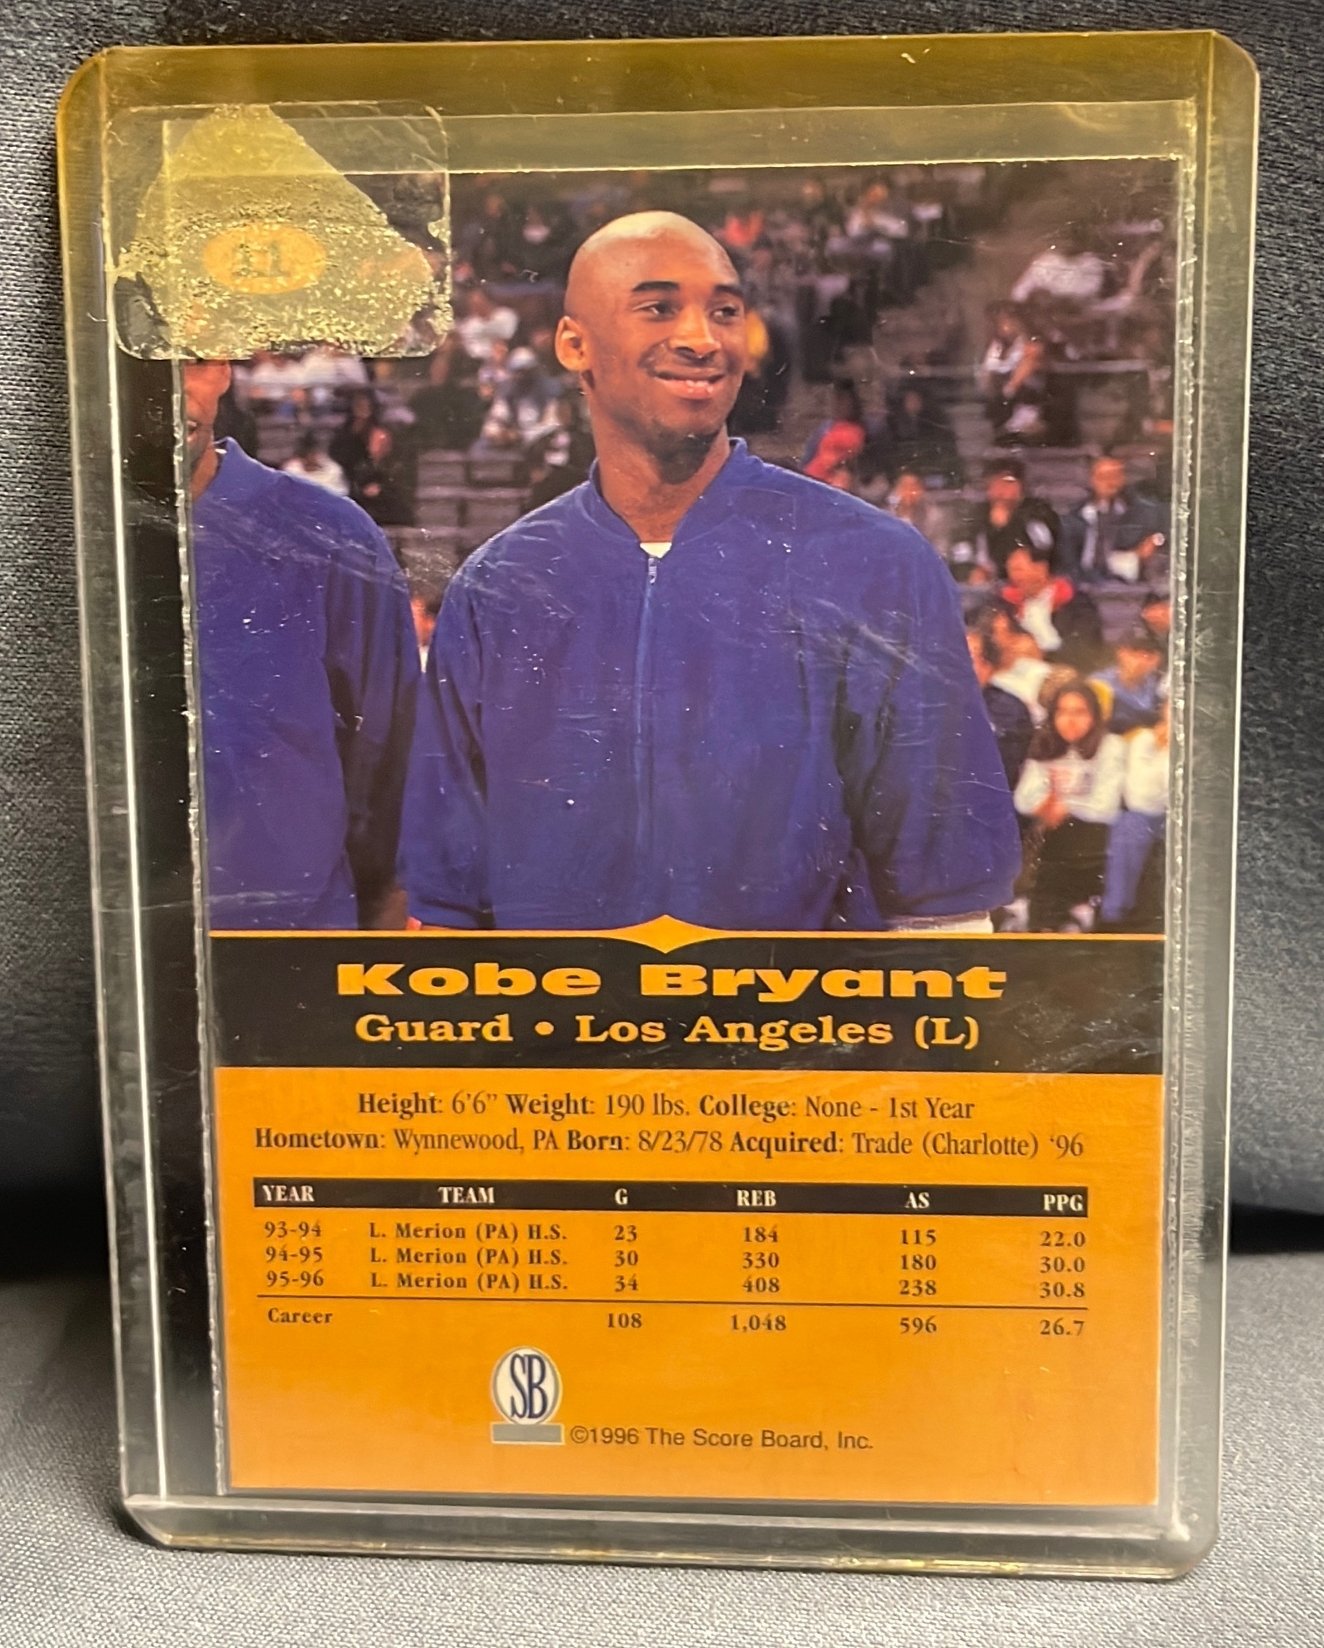 11
Kobe Bryant
Guard • Los Angeles (L)
Height: 6'6" Weight: 190 lbs. College: None - 1st Year
Hometown: Wynnewood, PA Born: 8/23/78 Acquired: Trade (Charlotte) '96
YEAR TEAM G REB AS PPG
93-94 L. Merion (PA) H.S. 23 184 115 22.0
94-95 L. Merion (PA) H.S. 30 330 180 30.0
95-96 L. Merion (PA) H.S. 34 408 238 30.8
Career 108 1,048 596 26.7
SB
©1996 The Score Board, Inc.